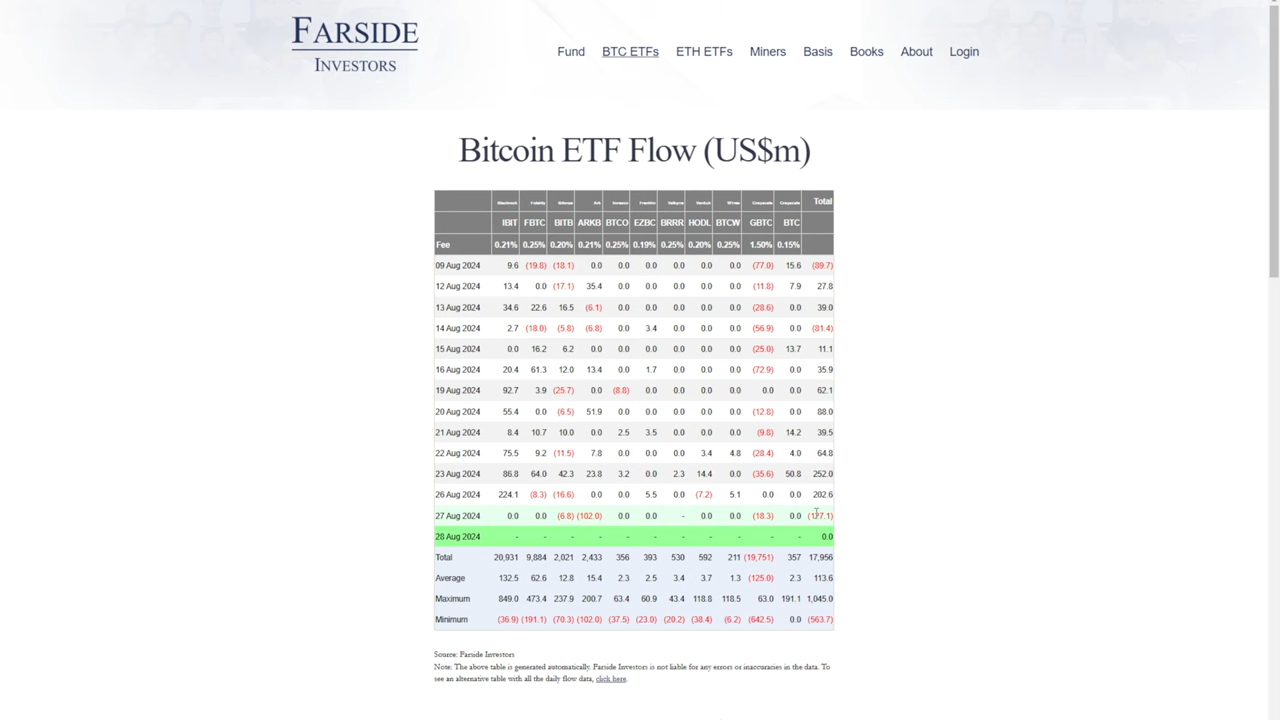 FARSIDE
INVESTORS
Fund BTC ETFs ETH ETFs Miners Basis Books About Login
Bitcoin ETF Flow (US$m)
Blackrock Fidelity Bitwise Ark Invesco Franklin Valkyrie VanEck Wtree Grayscale Grayscale Total
IBIT FBTC BITB ARKB BTCO EZBC BRRR HODL BTCW GBTC BTC
Fee 0.21% 0.25% 0.20% 0.21% 0.25% 0.19% 0.25% 0.20% 0.25% 1.50% 0.15%
09 Aug 2024 9.6 (19.8) (18.1) 0.0 0.0 0.0 0.0 0.0 0.0 (77.0) 15.6 (89.7)
12 Aug 2024 13.4 0.0 (17.1) 35.4 0.0 0.0 0.0 0.0 0.0 (11.8) 7.9 27.8
13 Aug 2024 34.6 22.6 16.5 (6.1) 0.0 0.0 0.0 0.0 0.0 (28.6) 0.0 39.0
14 Aug 2024 2.7 (18.0) (5.8) (6.8) 0.0 3.4 0.0 0.0 0.0 (56.9) 0.0 (81.4)
15 Aug 2024 0.0 16.2 6.2 0.0 0.0 0.0 0.0 0.0 0.0 (25.0) 13.7 11.1
16 Aug 2024 20.4 61.3 12.0 13.4 0.0 1.7 0.0 0.0 0.0 (72.9) 0.0 35.9
19 Aug 2024 92.7 3.9 (25.7) 0.0 (8.8) 0.0 0.0 0.0 0.0 0.0 0.0 62.1
20 Aug 2024 55.4 0.0 (6.5) 51.9 0.0 0.0 0.0 0.0 0.0 (12.8) 0.0 88.0
21 Aug 2024 8.4 10.7 10.0 0.0 2.5 3.5 0.0 0.0 0.0 (9.8) 14.2 39.5
22 Aug 2024 75.5 9.2 (11.5) 7.8 0.0 0.0 0.0 3.4 4.8 (28.4) 4.0 64.8
23 Aug 2024 86.8 64.0 42.3 23.8 3.2 0.0 2.3 14.4 0.0 (35.6) 50.8 252.0
26 Aug 2024 224.1 (8.3) (16.6) 0.0 0.0 5.5 0.0 (7.2) 5.1 0.0 0.0 202.6
27 Aug 2024 0.0 0.0 (6.8) (102.0) 0.0 0.0 - 0.0 0.0 (18.3) 0.0 (127.1)
28 Aug 2024 - - - - - - - - - - - 0.0
Total 20,931 9,884 2,021 2,433 356 393 530 592 211 (19,751) 357 17,956
Average 132.5 62.6 12.8 15.4 2.3 2.5 3.4 3.7 1.3 (125.0) 2.3 113.6
Maximum 849.0 473.4 237.9 200.7 63.4 60.9 43.4 118.8 118.5 63.0 191.1 1,045.0
Minimum (36.9) (191.1) (70.3) (102.0) (37.5) (23.0) (20.2) (38.4) (6.2) (642.5) 0.0 (563.7)
Source: Farside Investors
Note: The above table is generated automatically. Farside Investors is not liable for any errors or inaccuracies in the data. To
see an alternative table with all the daily flow data, click here.